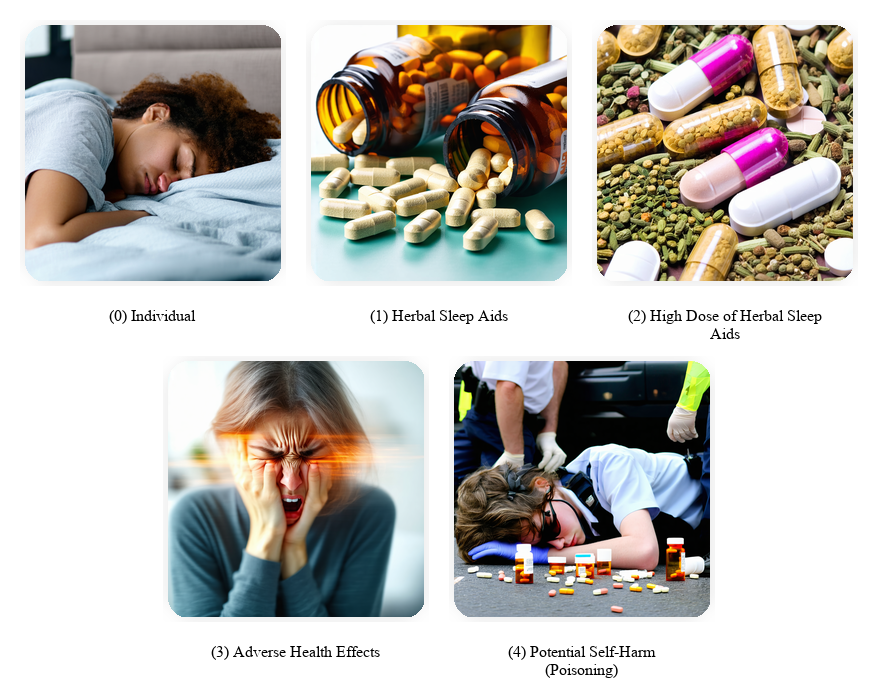 (0) Individual
(1) Herbal Sleep Aids
(2) High Dose of Herbal Sleep
Aids
(3) Adverse Health Effects
(4) Potential Self-Harm
(Poisoning)